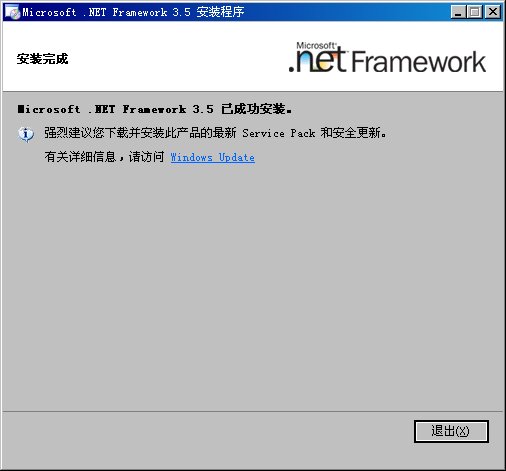 Microsoft .NET Framework 3.5 安装程序
安装完成
Microsoft
.net Framework
Microsoft .NET Framework 3.5 已成功安装。
强烈建议您下载并安装此产品的最新 Service Pack 和安全更新。
有关详细信息，请访问 Windows Update
退出(X)